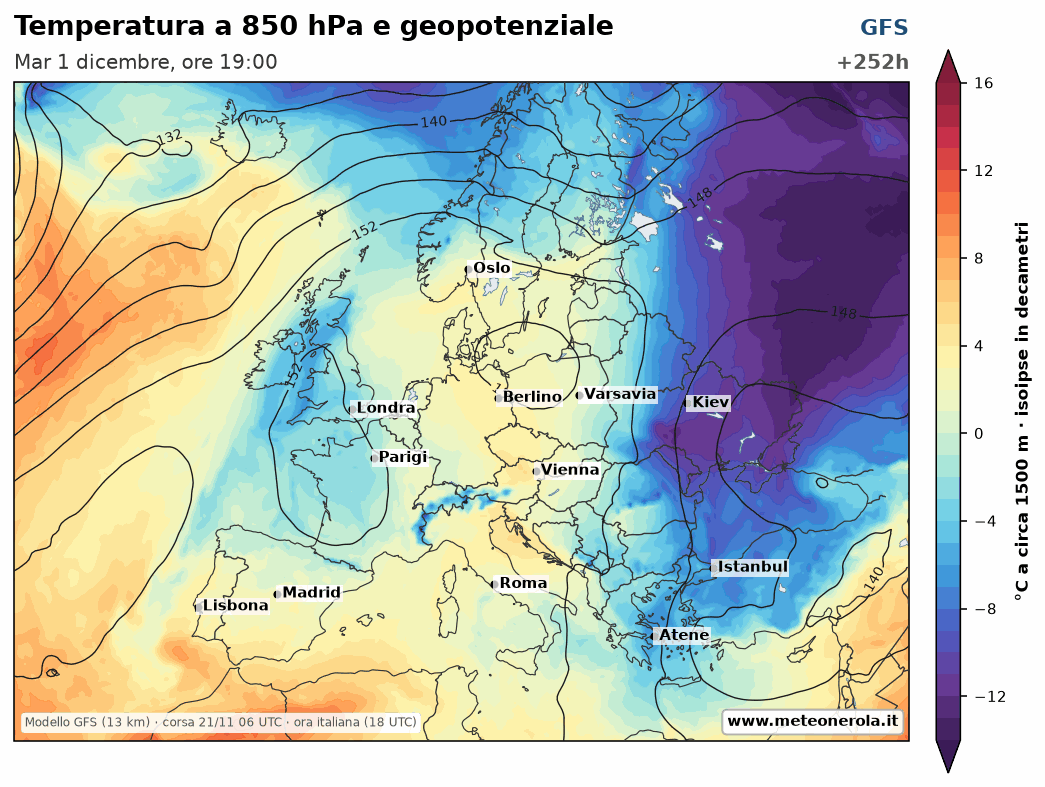 Temperatura a 850 hPa e geopotenziale
GFS
Mar 1 dicembre, ore 19:00
+252h
132
140
152
148
148
152
140
Oslo
Londra
Berlino
Varsavia
Kiev
Parigi
Vienna
Istanbul
Roma
Madrid
Lisbona
Atene
16
12
8
4
0
−4
−8
−12
°C a circa 1500 m · isoipse in decametri
Modello GFS (13 km) · corsa 21/11 06 UTC · ora italiana (18 UTC)
www.meteonerola.it